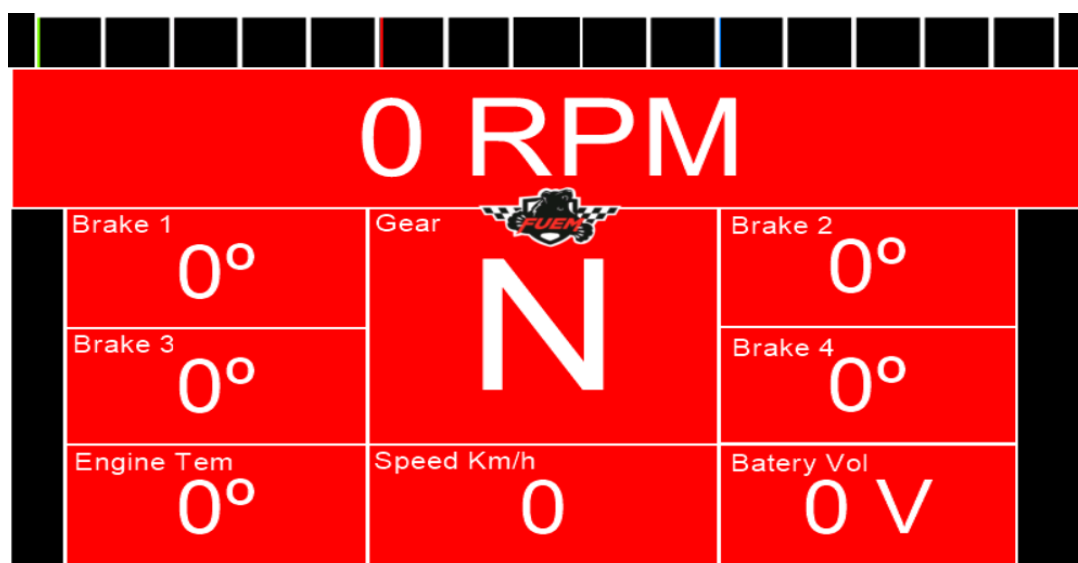 0 RPM
Brake 1
0º
Gear
FUEM
N
Brake 2
0º
Brake 3
0º
Brake 4
0º
Engine Tem
0º
Speed Km/h
0
Batery Vol
0 V